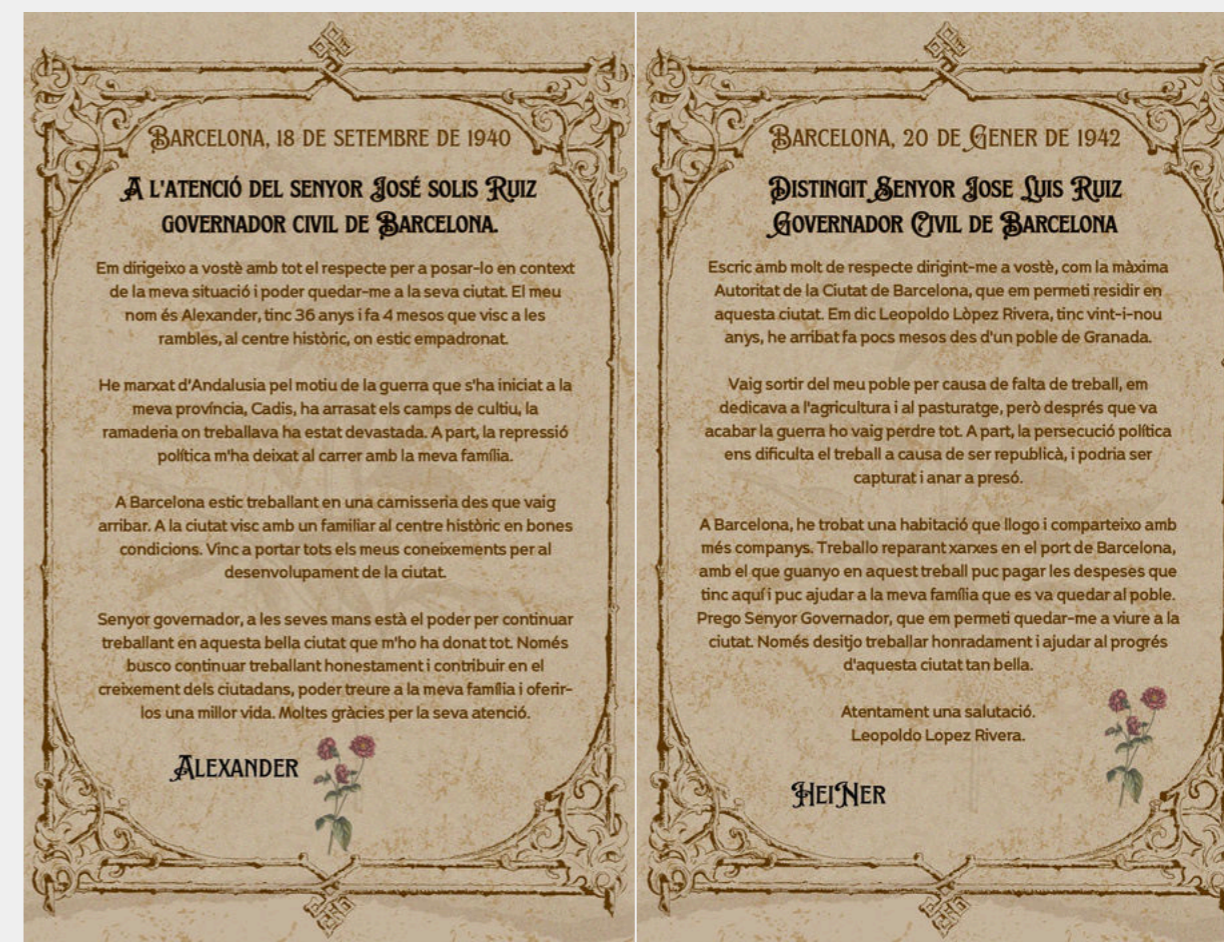 BARCELONA, 18 DE SETEMBRE DE 1940
A L'ATENCIÓ DEL SENYOR JOSÉ SOLIS RUIZ
GOVERNADOR CIVIL DE BARCELONA.
Em dirigeixo a vostè amb tot el respecte per a posar-lo en context
de la meva situació i poder quedar-me a la seva ciutat. El meu
nom és Alexander, tinc 36 anys i fa 4 mesos que visc a les
rambles, al centre històric, on estic empadronat.
He marxat d'Andalusia pel motiu de la guerra que s'ha iniciat a la
meva província, Cadis, ha arrasat els camps de cultiu, la
ramaderia on treballava ha estat devastada. A part, la repressió
política m'ha deixat al carrer amb la meva família.
A Barcelona estic treballant en una carnisseria des que vaig
arribar. A la ciutat visc amb un familiar al centre històric en bones
condicions. Vinc a portar tots els meus coneixements per al
desenvolupament de la ciutat.
Senyor governador, a les seves mans està el poder per continuar
treballant en aquesta bella ciutat que m'ho ha donat tot. Només
busco continuar treballant honestament i contribuir en el
creixement dels ciutadans, poder treure a la meva família i oferir-
los una millor vida. Moltes gràcies per la seva atenció.
ALEXANDER
BARCELONA, 20 DE GENER DE 1942
DISTINGIT SENYOR JOSE LUIS RUIZ
GOVERNADOR CIVIL DE BARCELONA
Escric amb molt de respecte dirigint-me a vostè, com la màxima
Autoritat de la Ciutat de Barcelona, que em permeti residir en
aquesta ciutat. Em dic Leopoldo Lòpez Rivera, tinc vint-i-nou
anys, he arribat fa pocs mesos des d'un poble de Granada.
Vaig sortir del meu poble per causa de falta de treball, em
dedicava a l'agricultura i al pasturatge, però després que va
acabar la guerra ho vaig perdre tot. A part, la persecució política
ens dificulta el treball a causa de ser republicà, i podria ser
capturat i anar a presó.
A Barcelona, he trobat una habitació que llogo i comparteixo amb
més companys. Treballo reparant xarxes en el port de Barcelona,
amb el que guanyo en aquest treball puc pagar les despeses que
tinc aquí i puc ajudar a la meva família que es va quedar al poble.
Prego Senyor Governador, que em permeti quedar-me a viure a la
ciutat. Només desitjo treballar honradament i ajudar al progrés
d'aquesta ciutat tan bella.
Atentament una salutació.
Leopoldo Lopez Rivera.
HEINER